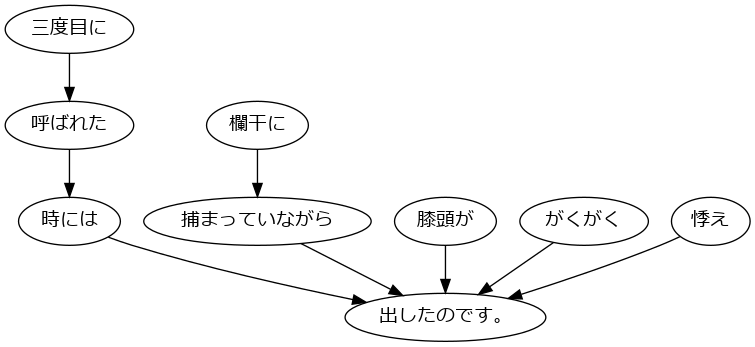 三度目に
呼ばれた
欄干に
時には
捕まっていながら
膝頭が
がくがく
悸え
出したのです。